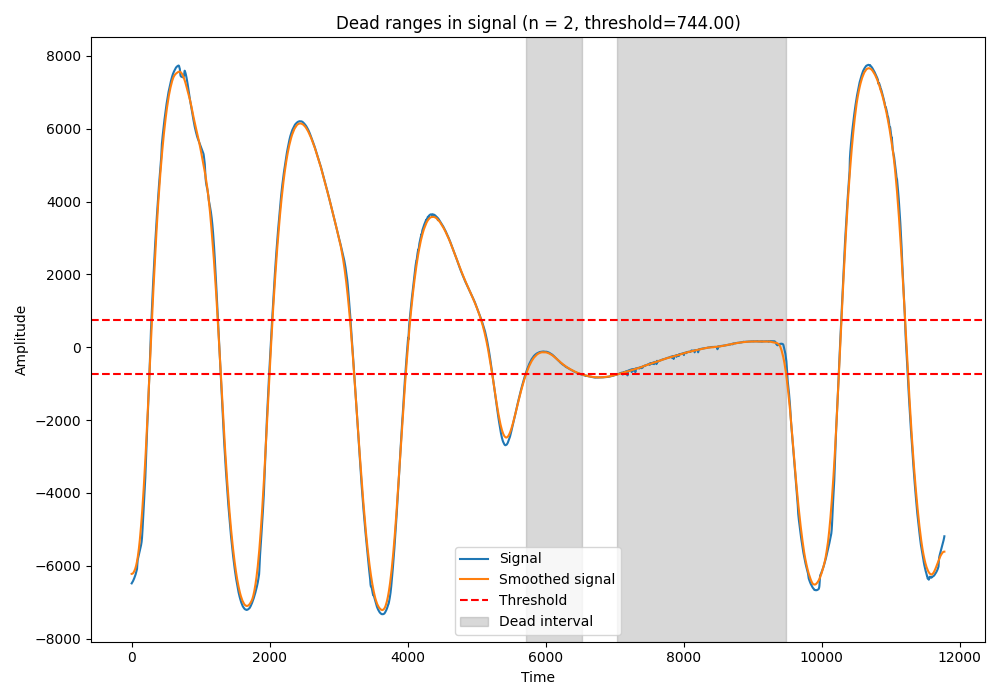 Dead ranges in signal (n = 2, threshold=744.00)
Amplitude
8000
6000
4000
2000
0
−2000
−4000
−6000
−8000
Signal
Smoothed signal
Threshold
Dead interval
0 2000 4000 6000 8000 10000 12000
Time